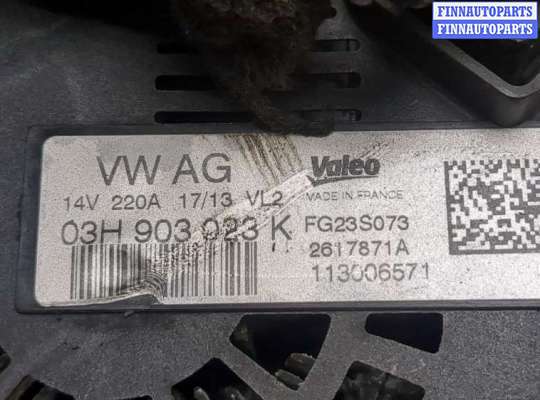 FINNAUTOPARTS
FINNAUTOPARTS
VW AG
14V 220A 17/13 VL2
03H 903 023 K
Valeo
MADE IN FRANCE
FG23S073
2617871A
113006571